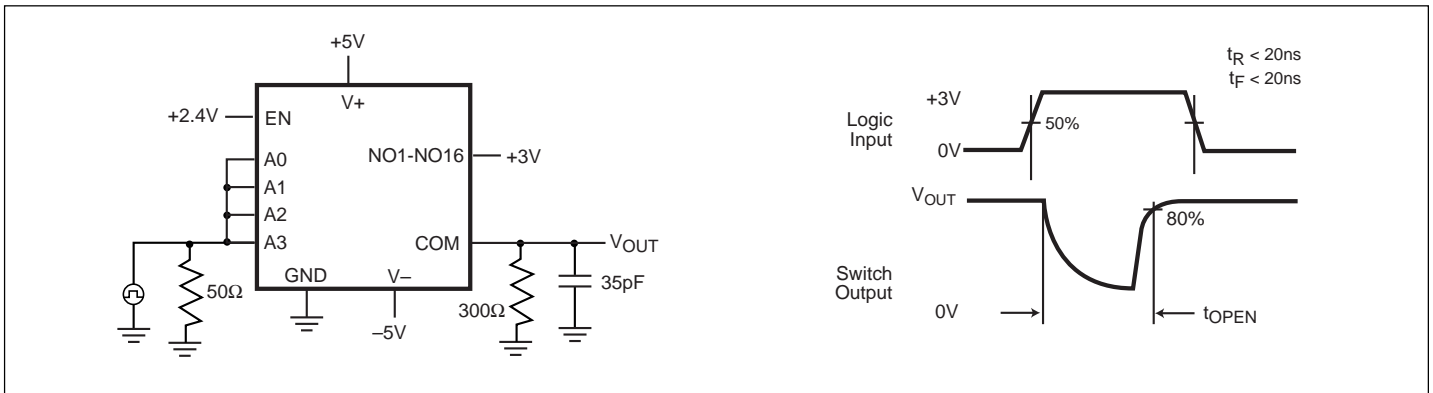 +5V
V+
+2.4V
EN
A0
NO1-NO16
+3V
A1
A2
A3
COM
VOUT
GND
V–
50Ω
300Ω
35pF
–5V
tR < 20ns
tF < 20ns
+3V
Logic
Input
50%
0V
VOUT
80%
Switch
Output
0V
tOPEN